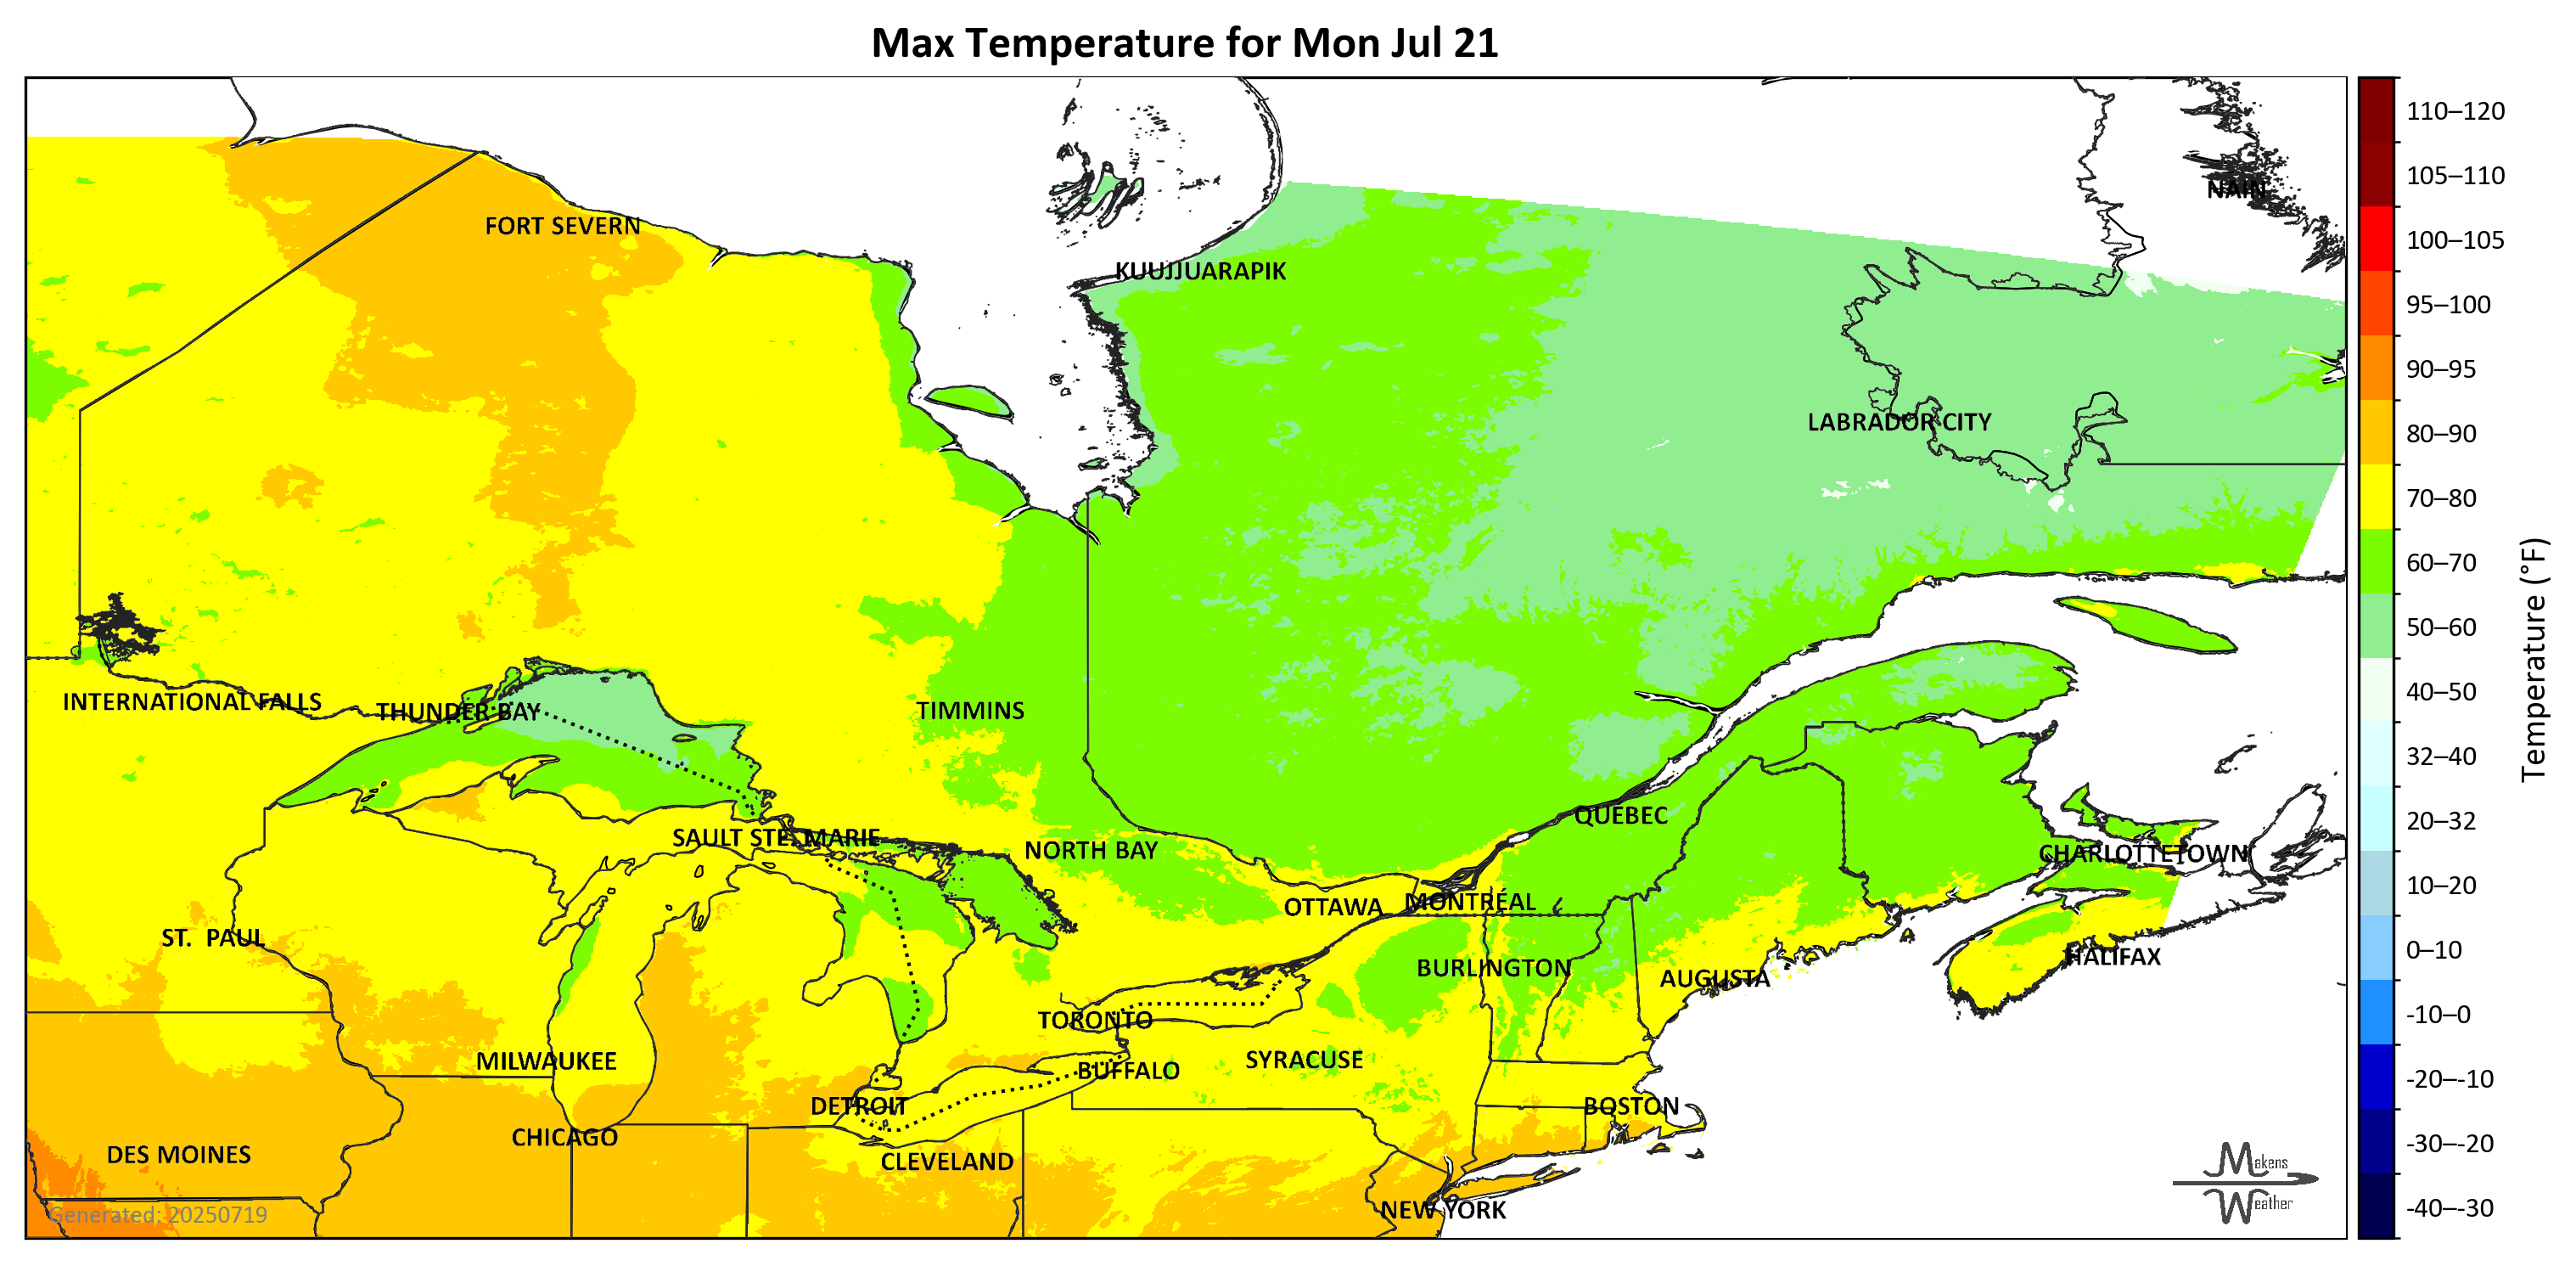 Max Temperature for Mon Jul 21
110–120
105–110
NAIN
FORT SEVERN
100–105
KUUJJUARAPIK
95–100
90–95
LABRADOR CITY
80–90
70–80
60–70
Temperature (°F)
50–60
INTERNATIONAL FALLS
THUNDER BAY
TIMMINS
40–50
32–40
QUÉBEC
20–32
SAULT STE. MARIE
NORTH BAY
CHARLOTTETOWN
10–20
OTTAWA
MONTRÉAL
ST. PAUL
HALIFAX
0–10
BURLINGTON
AUGUSTA
TORONTO
-10–0
MILWAUKEE
BUFFALO
SYRACUSE
-20–-10
DETROIT
BOSTON
CHICAGO
-30–-20
DES MOINES
CLEVELAND
Makens
Weather
NEW YORK
-40–-30
Generated: 20250719